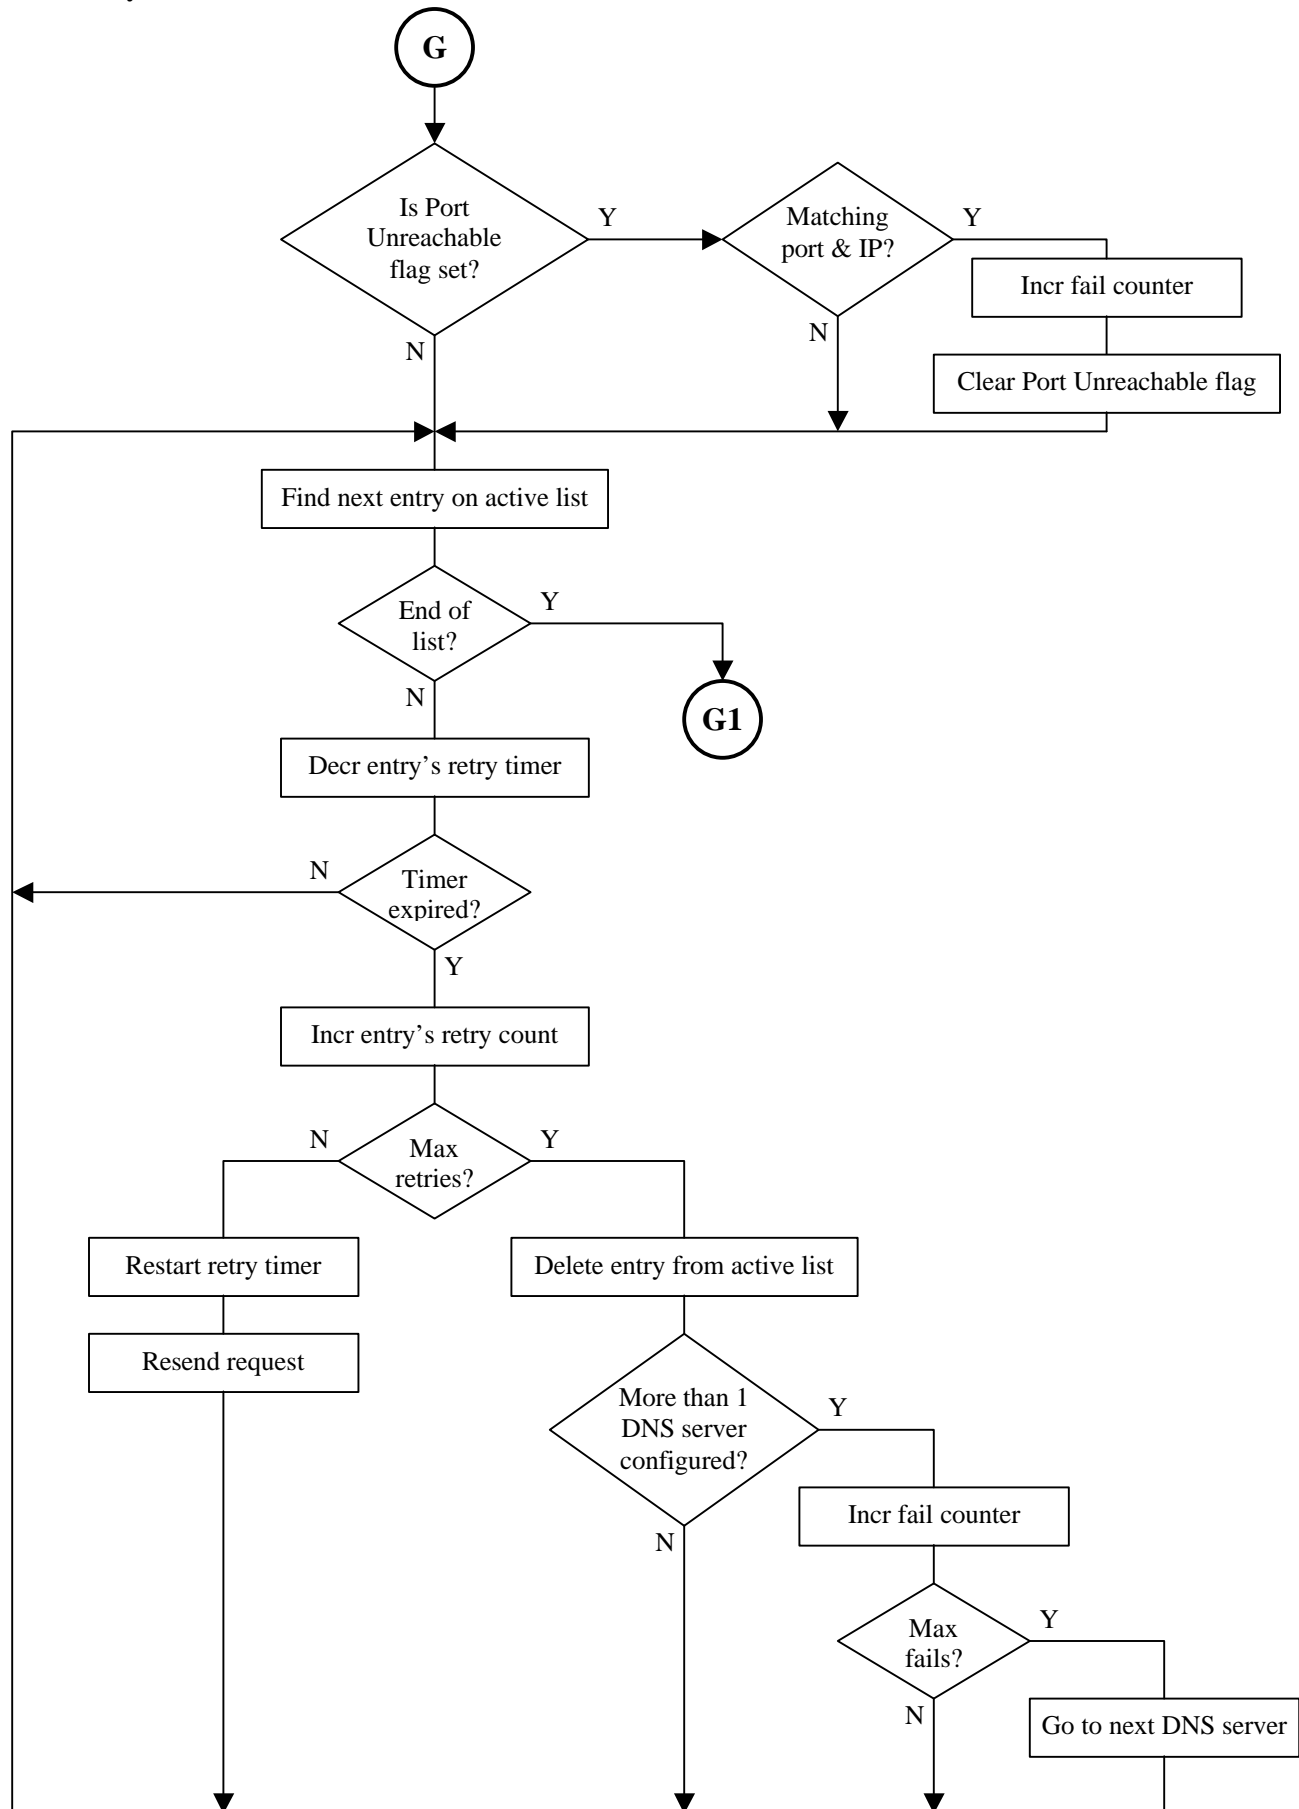 G
Is Port
Unreachable
flag set?
Y
Matching
port & IP?
Y
Incr fail counter
N
N
Clear Port Unreachable flag
Find next entry on active list
End of
list?
Y
N
G1
Decr entry’s retry timer
N
Timer
expired?
Y
Incr entry’s retry count
N
Max
retries?
Y
Restart retry timer
Delete entry from active list
Resend request
More than 1
DNS server
configured?
Y
Incr fail counter
N
Max
fails?
Y
N
Go to next DNS server